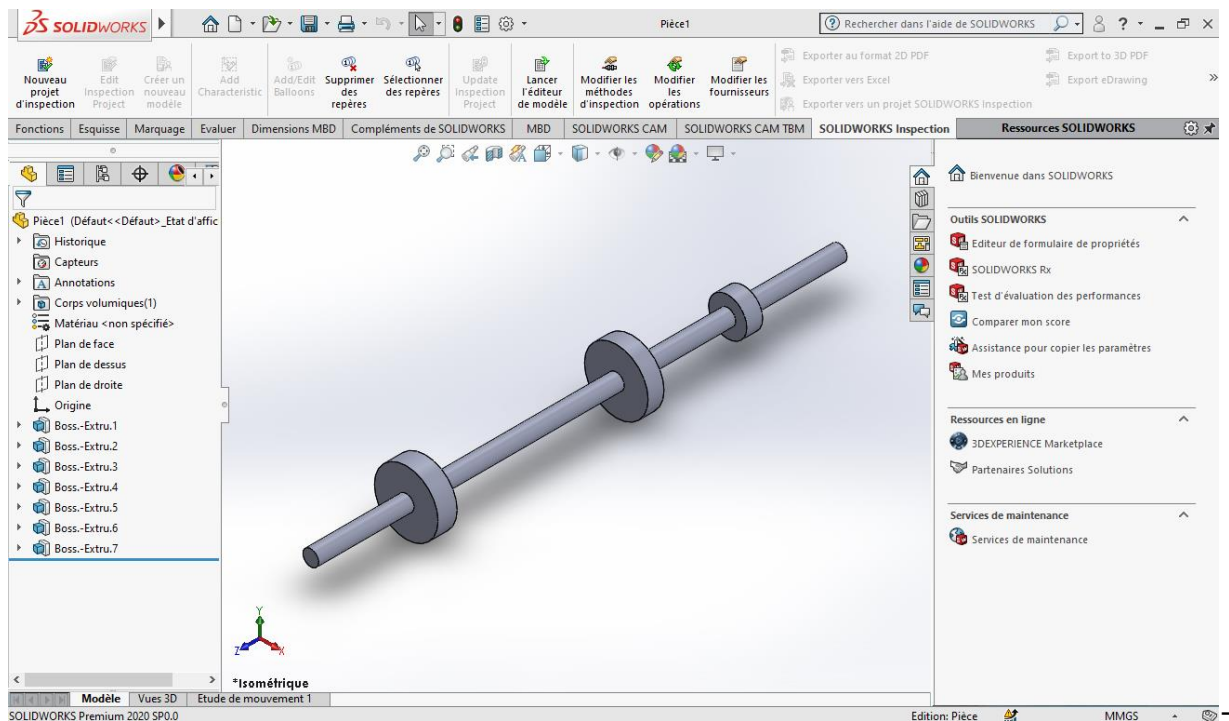 SOLIDWORKS
Pièce1
Rechercher dans l'aide de SOLIDWORKS
?
Nouveau
projet
d'inspection
Edit
Inspection
Project
Créer un
nouveau
modèle
Add
Characteristic
Add/Edit
Balloons
Supprimer
des
repères
Sélectionner
des repères
Update
Inspection
Project
Lancer
l'éditeur
de modèle
Modifier les
méthodes
d'inspection
Modifier
les
opérations
Modifier les
fournisseurs
Exporter au format 2D PDF
Exporter vers Excel
Exporter vers un projet SOLIDWORKS Inspection
Export to 3D PDF
Export eDrawing
Fonctions
Esquisse
Marquage
Evaluer
Dimensions MBD
Compléments de SOLIDWORKS
MBD
SOLIDWORKS CAM
SOLIDWORKS CAM TBM
SOLIDWORKS Inspection
Ressources SOLIDWORKS
Pièce1 (Défaut<<Défaut>_Etat d'affic
Historique
Capteurs
Annotations
Corps volumiques(1)
Matériau <non spécifié>
Plan de face
Plan de dessus
Plan de droite
Origine
Boss.-Extru.1
Boss.-Extru.2
Boss.-Extru.3
Boss.-Extru.4
Boss.-Extru.5
Boss.-Extru.6
Boss.-Extru.7
Y
Z
X
*Isométrique
Bienvenue dans SOLIDWORKS
Outils SOLIDWORKS
Editeur de formulaire de propriétés
SOLIDWORKS Rx
Test d'évaluation des performances
Comparer mon score
Assistance pour copier les paramètres
Mes produits
Ressources en ligne
3DEXPERIENCE Marketplace
Partenaires Solutions
Services de maintenance
Services de maintenance
Modèle
Vues 3D
Etude de mouvement 1
SOLIDWORKS Premium 2020 SP0.0
Edition: Pièce
MMGS